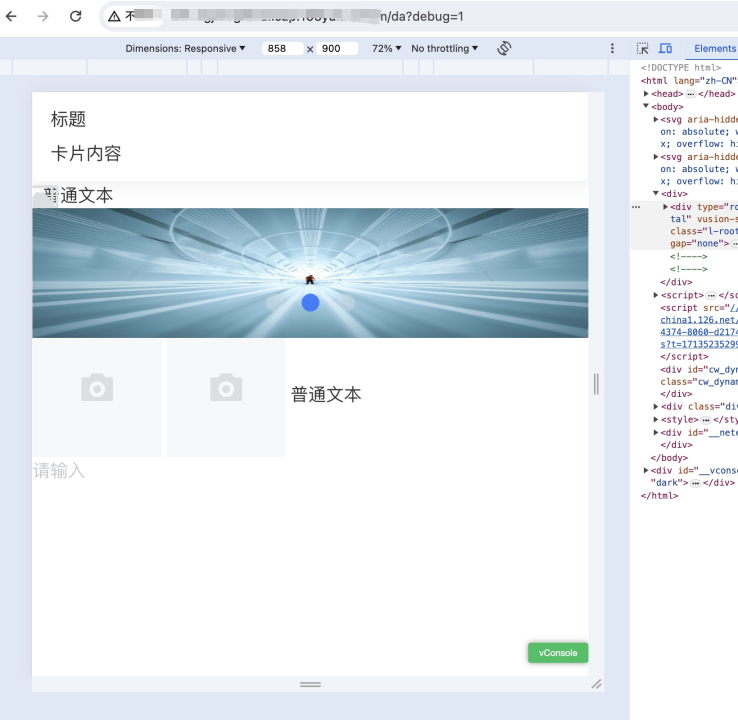 不
n/da?debug=1
Dimensions: Responsive ▼ 858 x 900 72% ▼ No throttling ▼
Elements
标题
卡片内容
普通文本
普通文本
请输入
vConsole
<!DOCTYPE html>
<html lang="zh-CN"
▶<head> ⋯ </head>
▼<body>
▶<svg aria-hidde
on: absolute; w
x; overflow: hi
▶<svg aria-hidde
on: absolute; w
x; overflow: hi
▼<div>
⋯ ▶<div type="ro
tal" vusion-s
class="l-root
gap="none"> ⋯
<!---->
<!---->
</div>
▶<script> ⋯ </sc
<script src="//
china1.126.net/
4374-8060-d2174
s?t=17135235299
</script>
<div id="cw_dyn
class="cw_dynam
</div>
▶<div class="div
▶<style> ⋯ </sty
▶<div id="__nete
</div>
</body>
▶<div id="__vcons
"dark"> ⋯ </div>
</html>